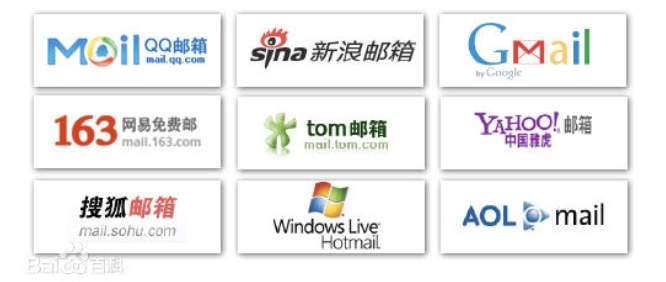 Mail QQ邮箱
mail.qq.com
sina 新浪邮箱
GMail
by Google
163 网易免费邮
mail.163.com
tom邮箱
mail.tom.com
YAHOO! 邮箱
中国雅虎
搜狐邮箱
mail.sohu.com
Windows Live
Hotmail
AOL mail
Bai百科